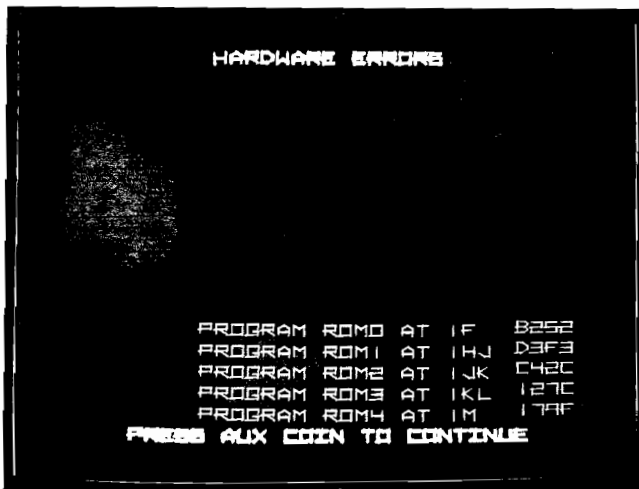 HARDWARE ERRORS
PROGRAM ROM0 AT 1F B252
PROGRAM ROM1 AT 1HJ D3F3
PROGRAM ROM2 AT 1JK C42C
PROGRAM ROM3 AT 1KL 127C
PROGRAM ROM4 AT 1M 179F
PRESS AUX COIN TO CONTINUE